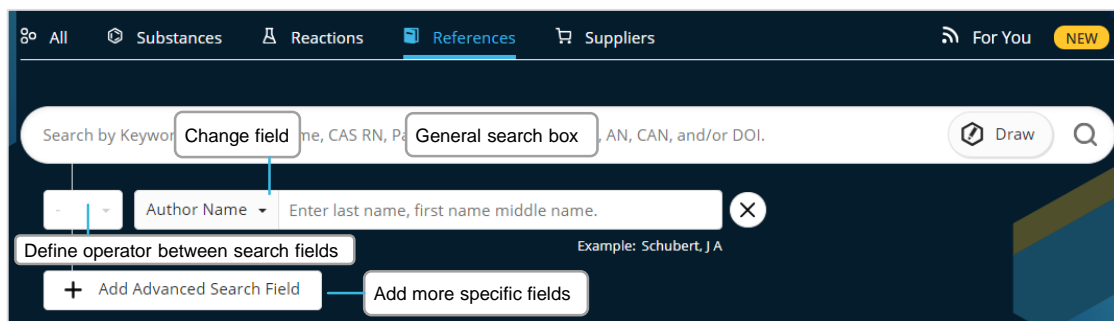 All Substances Reactions References Suppliers For You NEW
Search by Keywor Change field me, CAS RN, Pa General search box , AN, CAN, and/or DOI. Draw
- Author Name Enter last name, first name middle name.
Define operator between search fields Example: Schubert, J A
+ Add Advanced Search Field Add more specific fields